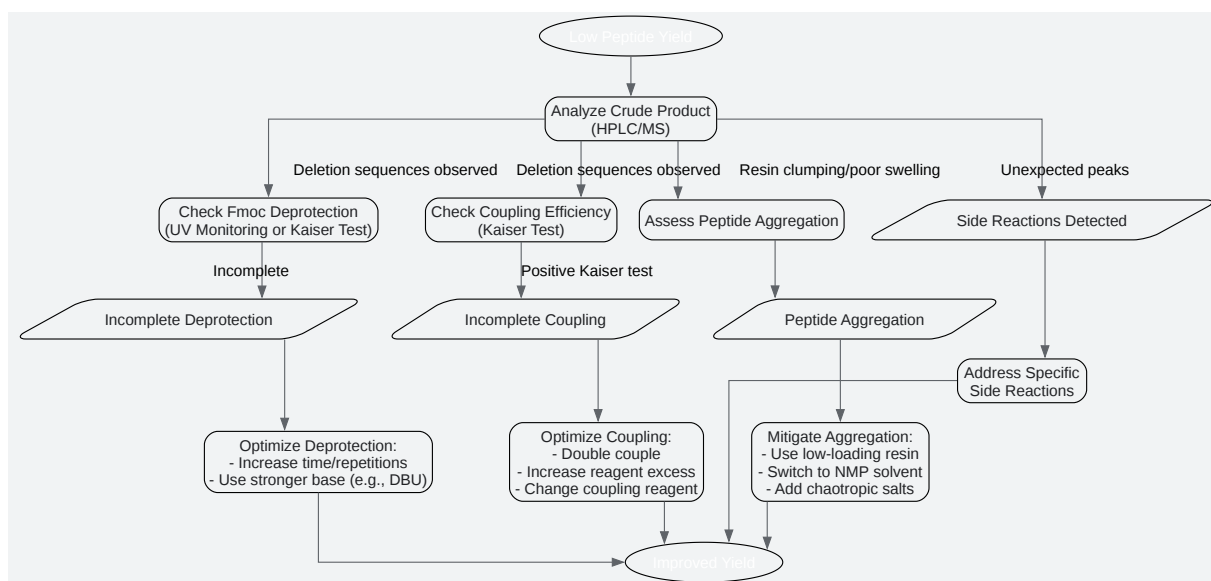 Low Peptide Yield
Analyze Crude Product
(HPLC/MS)
Deletion sequences observed
Deletion sequences observed
Resin clumping/poor swelling
Unexpected peaks
Check Fmoc Deprotection
(UV Monitoring or Kaiser Test)
Check Coupling Efficiency
(Kaiser Test)
Assess Peptide Aggregation
Side Reactions Detected
Incomplete
Positive Kaiser test
Incomplete Deprotection
Incomplete Coupling
Peptide Aggregation
Address Specific
Side Reactions
Optimize Deprotection:
- Increase time/repetitions
- Use stronger base (e.g., DBU)
Optimize Coupling:
- Double couple
- Increase reagent excess
- Change coupling reagent
Mitigate Aggregation:
- Use low-loading resin
- Switch to NMP solvent
- Add chaotropic salts
Improved Yield